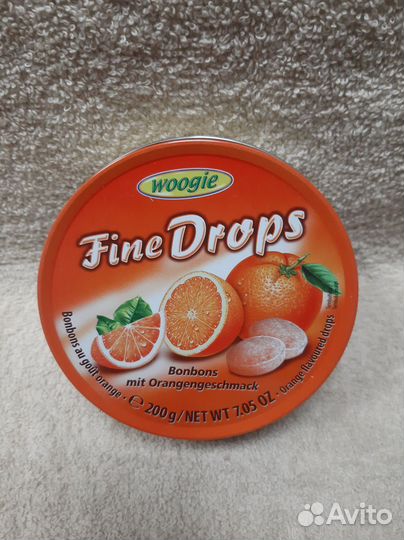 woogie
Fine Drops
Bonbons
mit Orangengeschmack
Bonbons au goût orange · ℮ 200g/NET WT 7.05 OZ · Orange flavoured drops
Avito